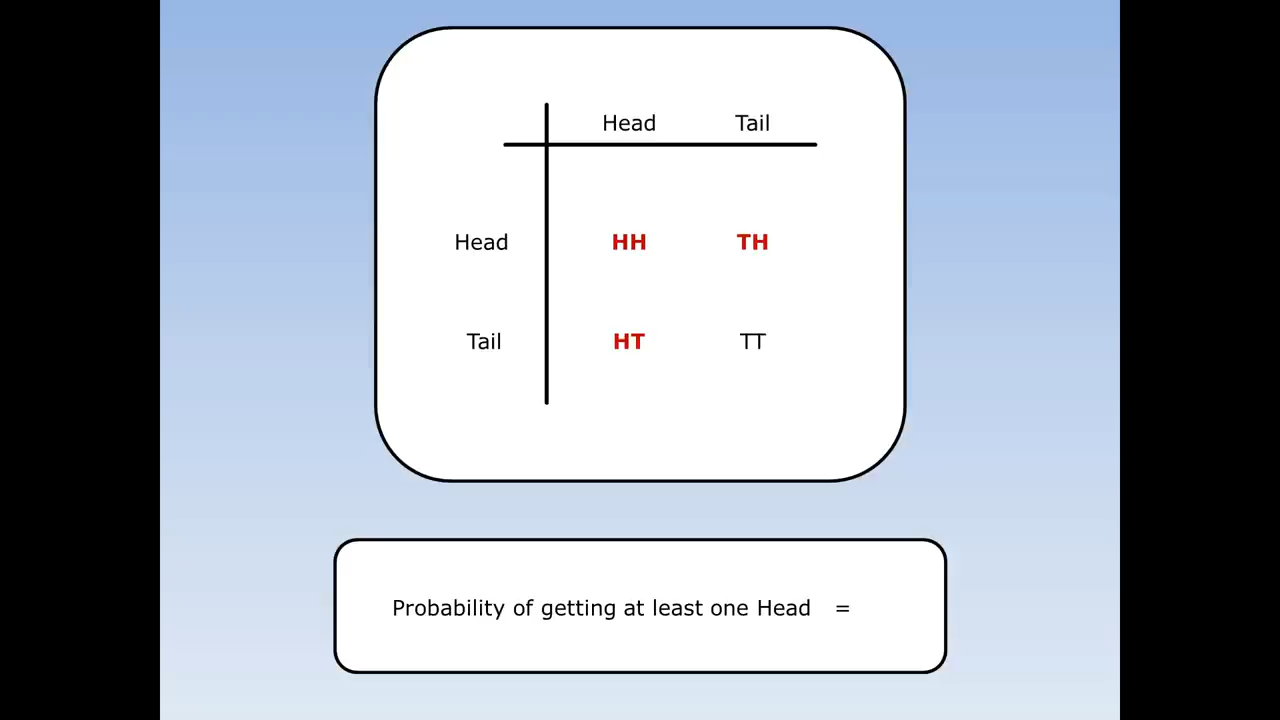 Head Tail
Head HH TH
Tail HT TT
Probability of getting at least one Head =